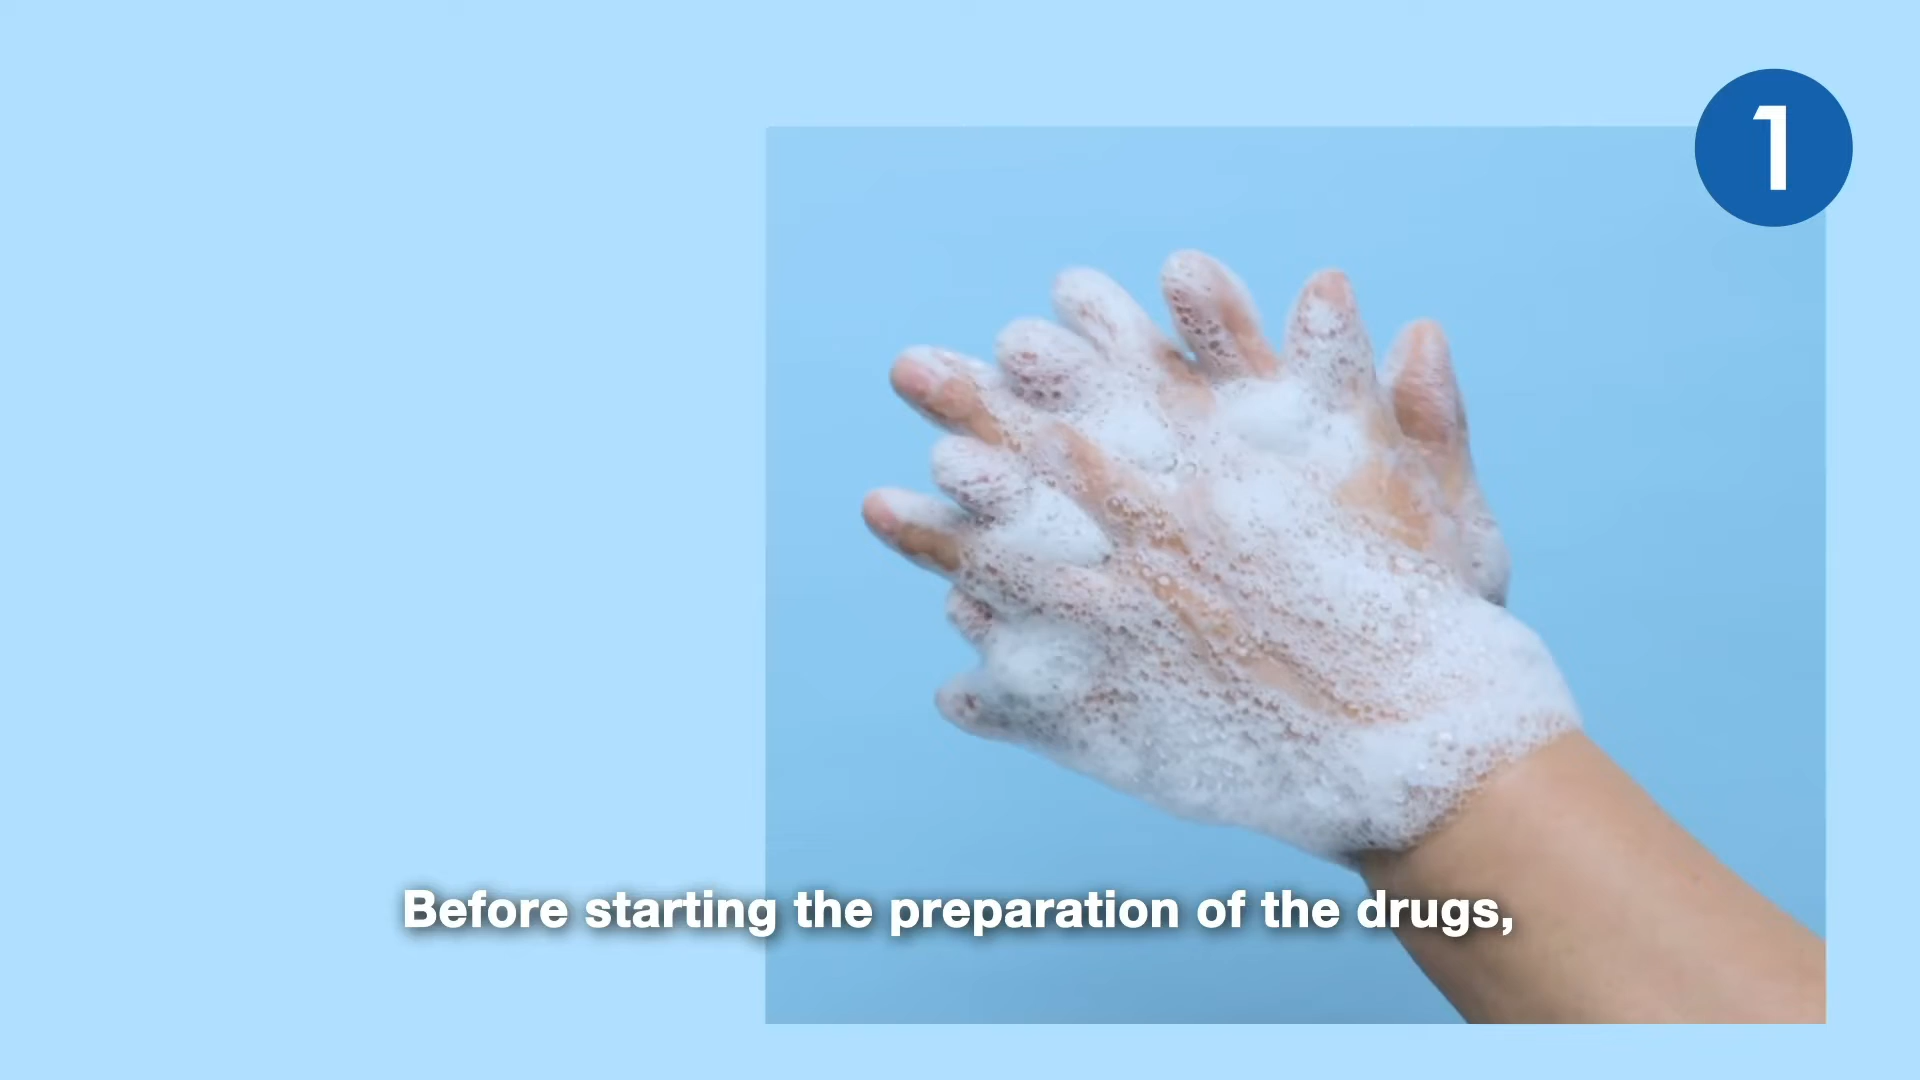 1
Before starting the preparation of the drugs,